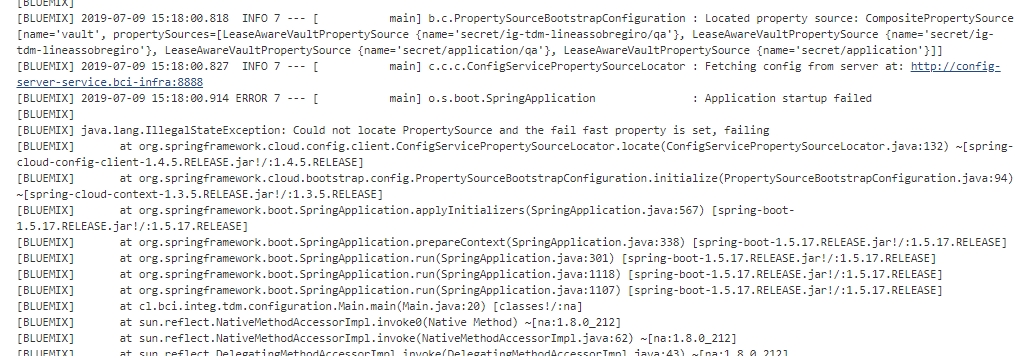 [BLUEMIX]
[BLUEMIX] 2019-07-09 15:18:00.818  INFO 7 --- [           main] b.c.PropertySourceBootstrapConfiguration : Located property source: CompositePropertySource
[name='vault', propertySources=[LeaseAwareVaultPropertySource {name='secret/ig-tdm-lineassobregiro/qa'}, LeaseAwareVaultPropertySource {name='secret/ig-
tdm-lineassobregiro'}, LeaseAwareVaultPropertySource {name='secret/application/qa'}, LeaseAwareVaultPropertySource {name='secret/application'}]]
[BLUEMIX] 2019-07-09 15:18:00.827  INFO 7 --- [           main] c.c.c.ConfigServicePropertySourceLocator : Fetching config from server at: http://config-
server-service.bci-infra:8888
[BLUEMIX] 2019-07-09 15:18:00.914 ERROR 7 --- [           main] o.s.boot.SpringApplication               : Application startup failed
[BLUEMIX]
[BLUEMIX] java.lang.IllegalStateException: Could not locate PropertySource and the fail fast property is set, failing
[BLUEMIX]       at org.springframework.cloud.config.client.ConfigServicePropertySourceLocator.locate(ConfigServicePropertySourceLocator.java:132) ~[spring-
cloud-config-client-1.4.5.RELEASE.jar!/:1.4.5.RELEASE]
[BLUEMIX]       at org.springframework.cloud.bootstrap.config.PropertySourceBootstrapConfiguration.initialize(PropertySourceBootstrapConfiguration.java:94)
~[spring-cloud-context-1.3.5.RELEASE.jar!/:1.3.5.RELEASE]
[BLUEMIX]       at org.springframework.boot.SpringApplication.applyInitializers(SpringApplication.java:567) [spring-boot-
1.5.17.RELEASE.jar!/:1.5.17.RELEASE]
[BLUEMIX]       at org.springframework.boot.SpringApplication.prepareContext(SpringApplication.java:338) [spring-boot-1.5.17.RELEASE.jar!/:1.5.17.RELEASE]
[BLUEMIX]       at org.springframework.boot.SpringApplication.run(SpringApplication.java:301) [spring-boot-1.5.17.RELEASE.jar!/:1.5.17.RELEASE]
[BLUEMIX]       at org.springframework.boot.SpringApplication.run(SpringApplication.java:1118) [spring-boot-1.5.17.RELEASE.jar!/:1.5.17.RELEASE]
[BLUEMIX]       at org.springframework.boot.SpringApplication.run(SpringApplication.java:1107) [spring-boot-1.5.17.RELEASE.jar!/:1.5.17.RELEASE]
[BLUEMIX]       at cl.bci.integ.tdm.configuration.Main.main(Main.java:20) [classes!/:na]
[BLUEMIX]       at sun.reflect.NativeMethodAccessorImpl.invoke0(Native Method) ~[na:1.8.0_212]
[BLUEMIX]       at sun.reflect.NativeMethodAccessorImpl.invoke(NativeMethodAccessorImpl.java:62) ~[na:1.8.0_212]
[BLUEMIX]       at sun.reflect.DelegatingMethodAccessorImpl.invoke(DelegatingMethodAccessorImpl.java:43) ~[na:1.8.0_212]